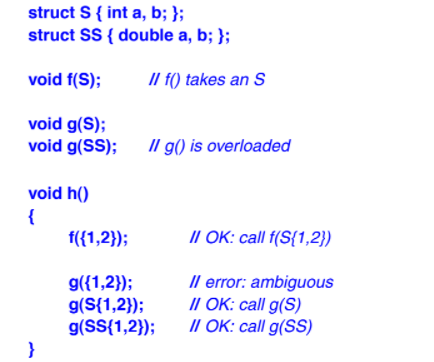 struct S { int a, b; };
struct SS { double a, b; };
void f(S); // f() takes an S
void g(S);
void g(SS); // g() is overloaded
void h()
{
f({1,2}); // OK: call f(S{1,2})
g({1,2}); // error: ambiguous
g(S{1,2}); // OK: call g(S)
g(SS{1,2}); // OK: call g(SS)
}